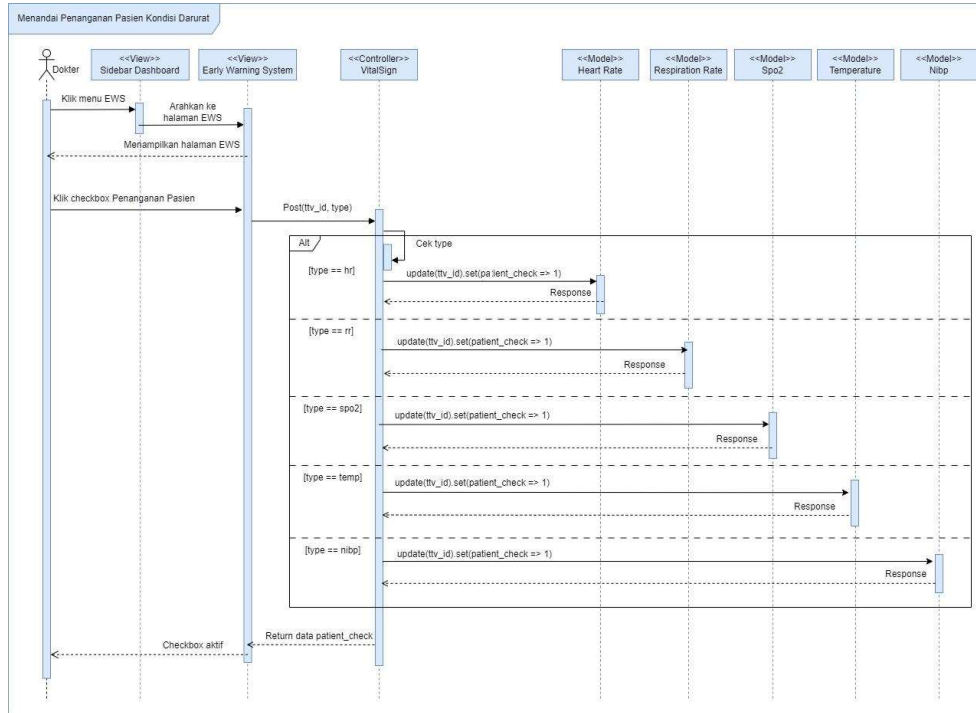 Menandai Penanganan Pasien Kondisi Darurat
Dokter
<<View>>
Sidebar Dashboard
<<View>>
Early Warning System
<<Controller>>
VitalSign
<<Model>>
Heart Rate
<<Model>>
Respiration Rate
<<Model>>
Spo2
<<Model>>
Temperature
<<Model>>
Nibp
Klik menu EWS
Arahkan ke
halaman EWS
Menampilkan halaman EWS
Klik checkbox Penanganan Pasien
Post(ttv_id, type)
Alt
Cek type
[type == hr]
update(ttv_id).set(patient_check => 1)
Response
[type == rr]
update(ttv_id).set(patient_check => 1)
Response
[type == spo2]
update(ttv_id).set(patient_check => 1)
Response
[type == temp]
update(ttv_id).set(patient_check => 1)
Response
[type == nibp]
update(ttv_id).set(patient_check => 1)
Response
Return data patient_check
Checkbox aktif